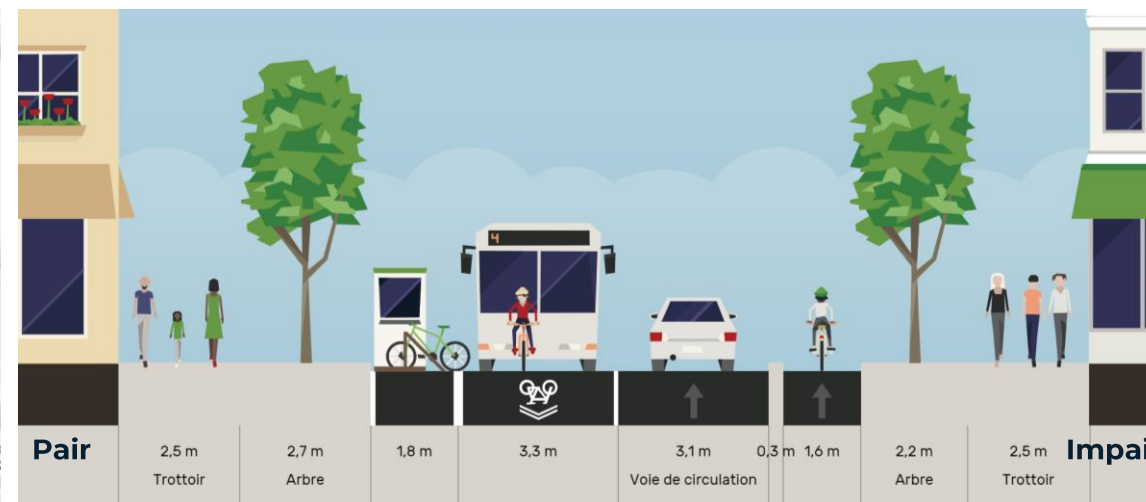 4
Pair
2,5 m
2,7 m
1,8 m
3,3 m
3,1 m
0,3 m
1,6 m
2,2 m
2,5 m
Impai
Trottoir
Arbre
Voie de circulation
Arbre
Trottoir